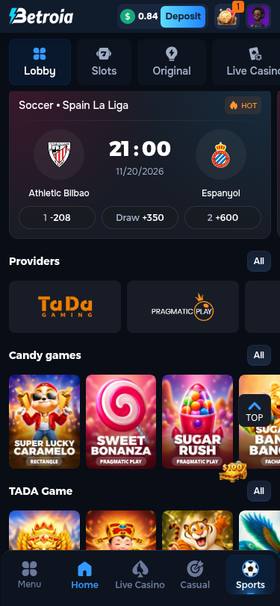 Betroia
$ 0.84 Deposit
1
Lobby
Slots
Original
Live Casino
Soccer • Spain La Liga
HOT
21:00
11/20/2026
Athletic Bilbao
Espanyol
1 -208
Draw +350
2 +600
Providers
All
TaDa
GAMING
PRAGMATIC PLAY
Candy games
All
SUPER LUCKY
CARAMELO
RECTANGLE
SWEET
BONANZA
PRAGMATIC PLAY
SUGAR
RUSH
PRAGMATIC PLAY
TOP
$100
TADA Game
All
Menu
Home
Live Casino
Casual
Sports